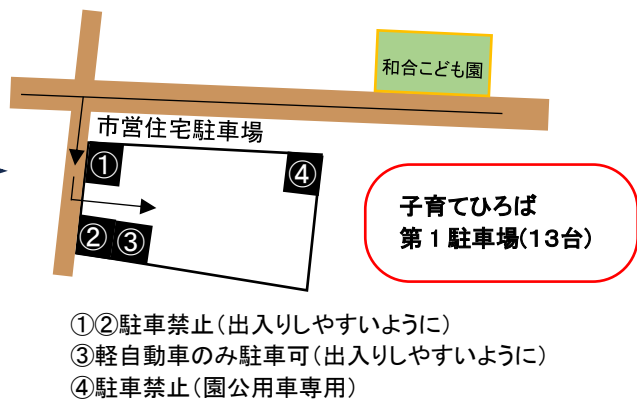 和合こども園
市営住宅駐車場
①
④
②③
子育てひろば
第1駐車場(13台)
①②駐車禁止(出入りしやすいように)
③軽自動車のみ駐車可(出入りしやすいように)
④駐車禁止(園公用車専用)